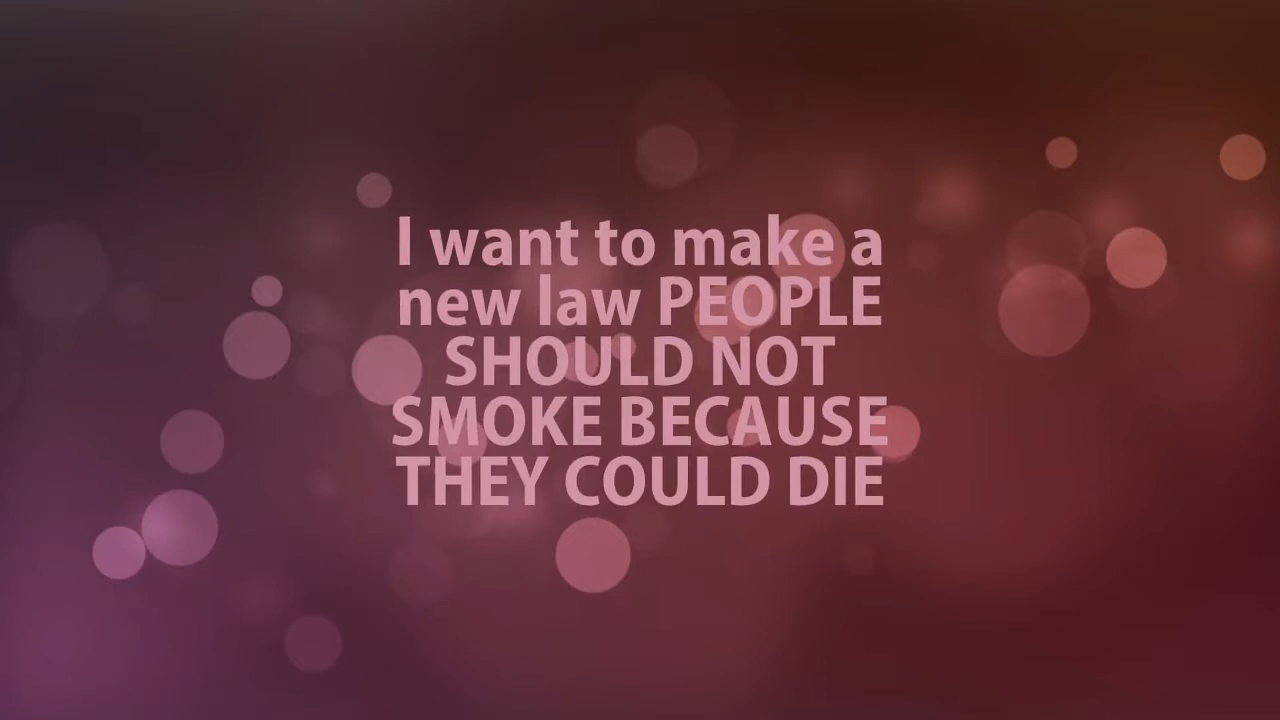 I want to make a
new law PEOPLE
SHOULD NOT
SMOKE BECAUSE
THEY COULD DIE